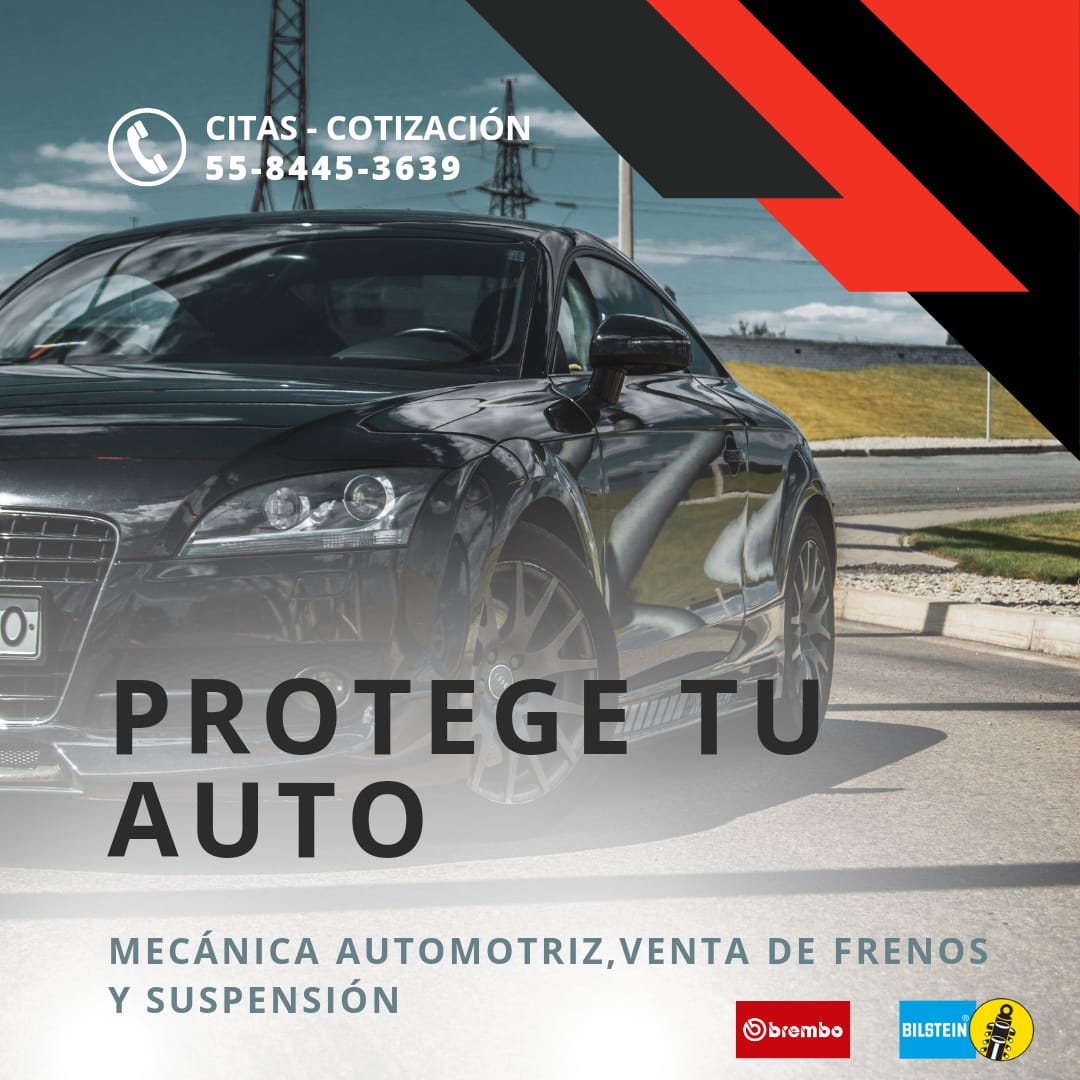 CITAS - COTIZACIÓN
55-8445-3639
PROTEGE TU
AUTO
MECÁNICA AUTOMOTRIZ,VENTA DE FRENOS
Y SUSPENSIÓN
brembo
BILSTEIN®